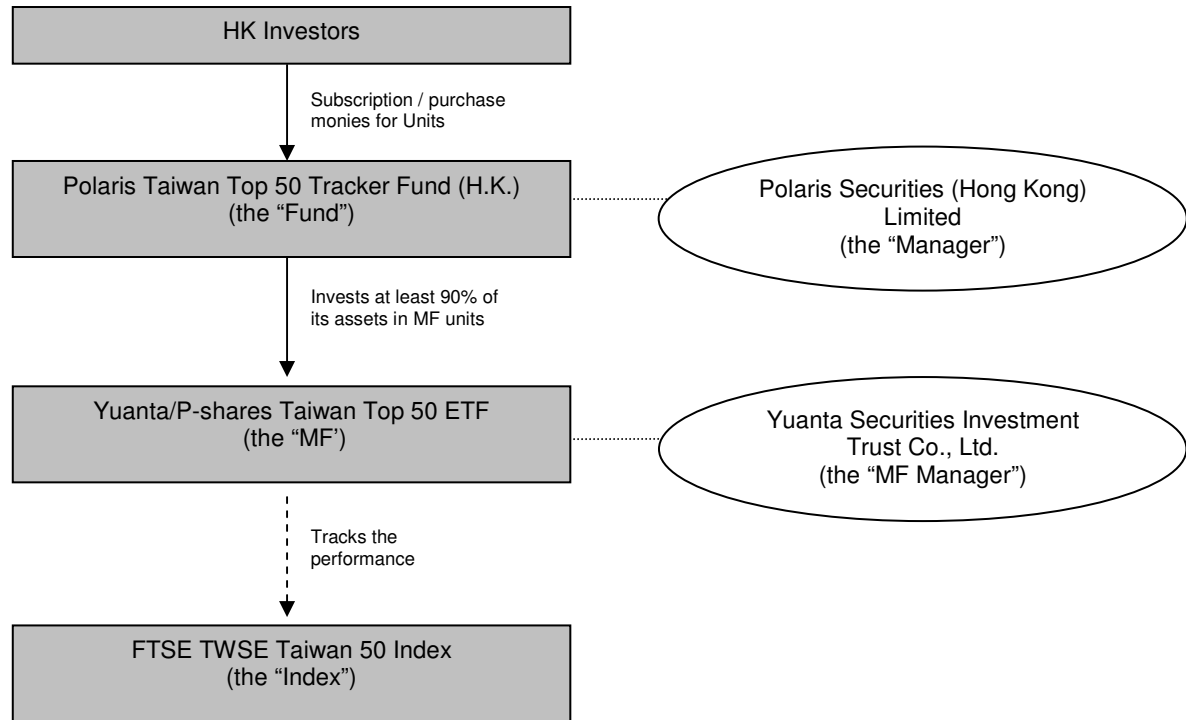 HK Investors
Subscription / purchase
monies for Units
Polaris Taiwan Top 50 Tracker Fund (H.K.)
(the “Fund”)
Polaris Securities (Hong Kong)
Limited
(the “Manager”)
Invests at least 90% of
its assets in MF units
Yuanta/P-shares Taiwan Top 50 ETF
(the “MF’)
Yuanta Securities Investment
Trust Co., Ltd.
(the “MF Manager”)
Tracks the
performance
FTSE TWSE Taiwan 50 Index
(the “Index”)